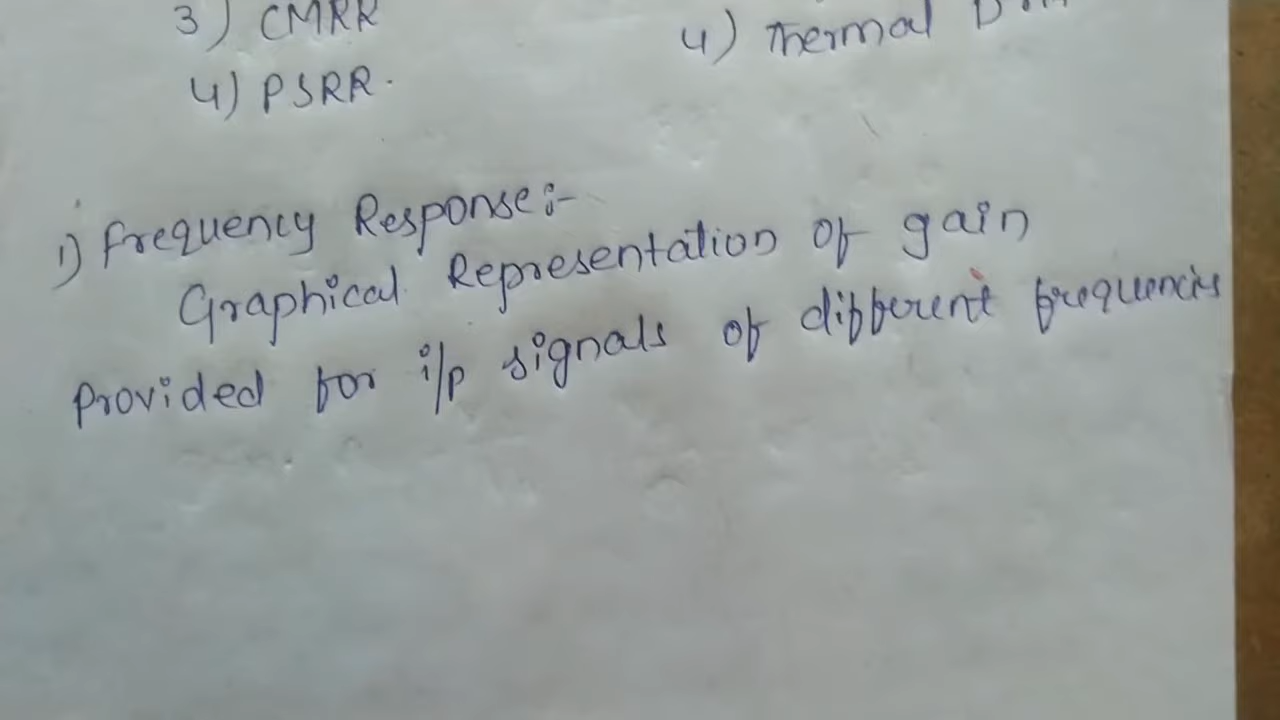 3) CMRR
4) Thermal
4) PSRR.
1) Frequency Response:-
Graphical Representation of gain
Provided for i/p signals of different frequencies